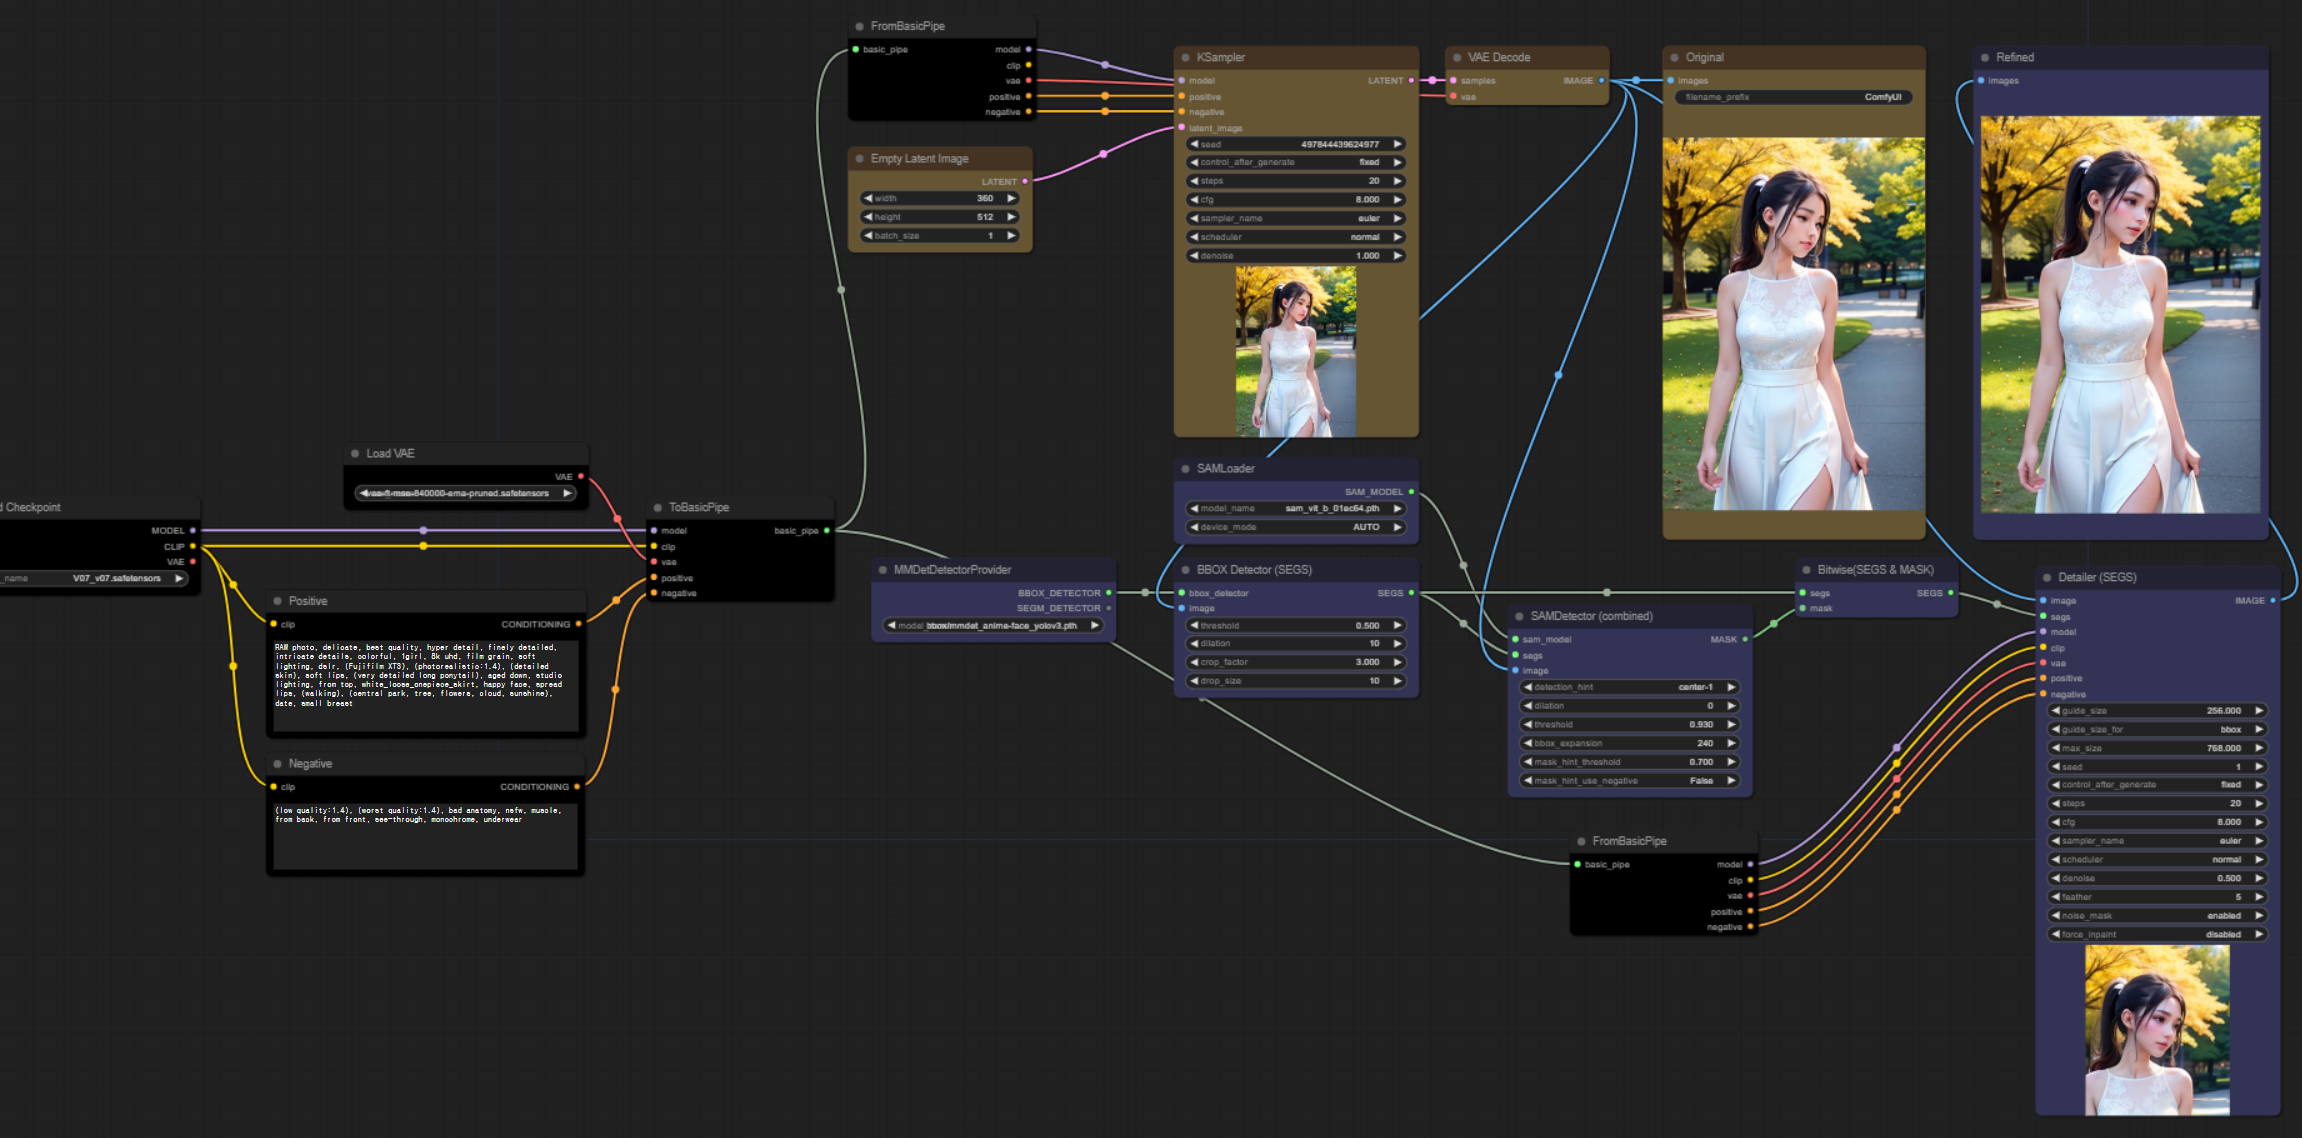 FromBasicPipe
basic_pipe
model
clip
vae
positive
negative
Empty Latent Image
LATENT
width 360
height 512
batch_size 1
KSampler
model LATENT
positive
negative
latent_image
seed 497844439624977
control_after_generate fixed
steps 20
cfg 8.000
sampler_name euler
scheduler normal
denoise 1.000
VAE Decode
samples IMAGE
vae
Original
images
filename_prefix ComfyUI
Refined
images
Load VAE
VAE
vae-ft-mse-840000-ema-pruned.safetensors
d Checkpoint
MODEL
CLIP
VAE
_name V07_v07.safetensors
ToBasicPipe
model basic_pipe
clip
vae
positive
negative
Positive
clip CONDITIONING
RAW photo, delicate, best quality, hyper detail, finely detailed,
intricate details, colorful, 1girl, 8k uhd, film grain, soft
lighting, dslr, (Fujifilm XT3), (photorealistic:1.4), (detailed
skin), soft lips, (very detailed long ponytail), aged down, studio
lighting, from top, white_loose_onepiece_skirt, happy face, spread
lips, (walking), (central park, tree, flowers, cloud, sunshine),
date, small breast
Negative
clip CONDITIONING
(low quality:1.4), (worst quality:1.4), bad anatomy, nsfw, muscle,
from back, from front, see-through, monochrome, underwear
MMDetDetectorProvider
BBOX_DETECTOR
SEGM_DETECTOR
model_ bbox/mmdet_anime-face_yolov3.pth
SAMLoader
SAM_MODEL
model_name sam_vit_b_01ec64.pth
device_mode AUTO
BBOX Detector (SEGS)
bbox_detector SEGS
image
threshold 0.500
dilation 10
crop_factor 3.000
drop_size 10
SAMDetector (combined)
sam_model MASK
segs
image
detection_hint center-1
dilation 0
threshold 0.930
bbox_expansion 240
mask_hint_threshold 0.700
mask_hint_use_negative False
Bitwise(SEGS & MASK)
segs SEGS
mask
FromBasicPipe
basic_pipe model
clip
vae
positive
negative
Detailer (SEGS)
image IMAGE
segs
model
clip
vae
positive
negative
guide_size 256.000
guide_size_for bbox
max_size 768.000
seed 1
control_after_generate fixed
steps 20
cfg 8.000
sampler_name euler
scheduler normal
denoise 0.500
feather 5
noise_mask enabled
force_inpaint disabled